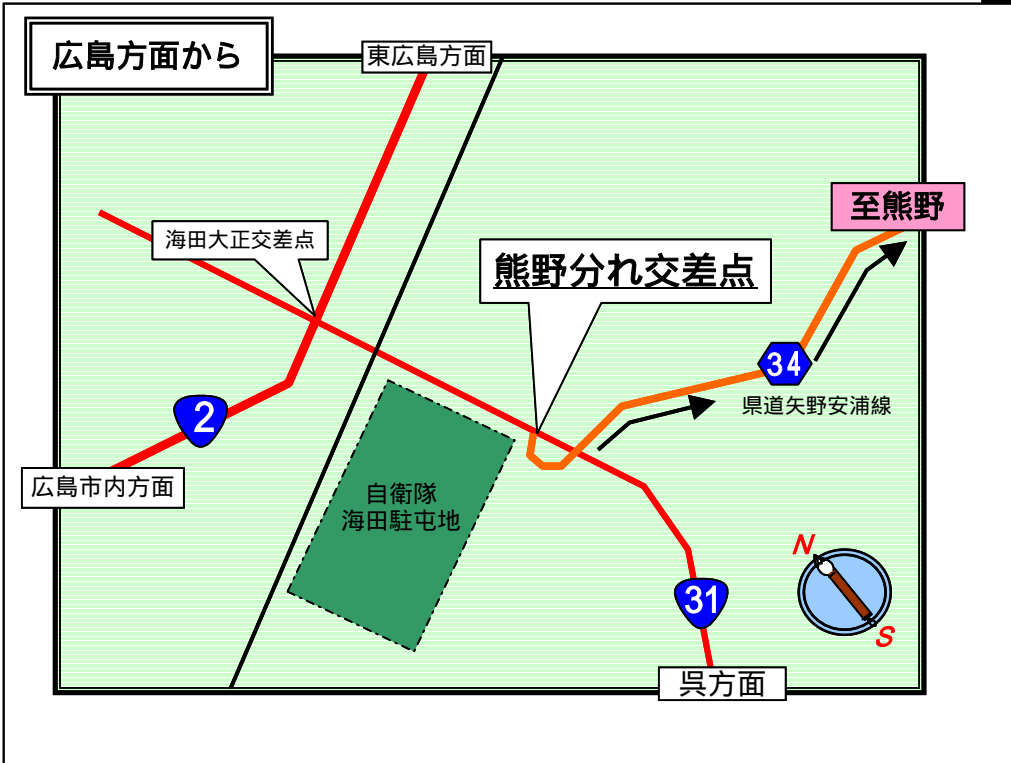 広島方面から
東広島方面
至熊野
海田大正交差点
熊野分れ交差点
34
県道矢野安浦線
2
広島市内方面
自衛隊
海田駐屯地
N
31
S
呉方面